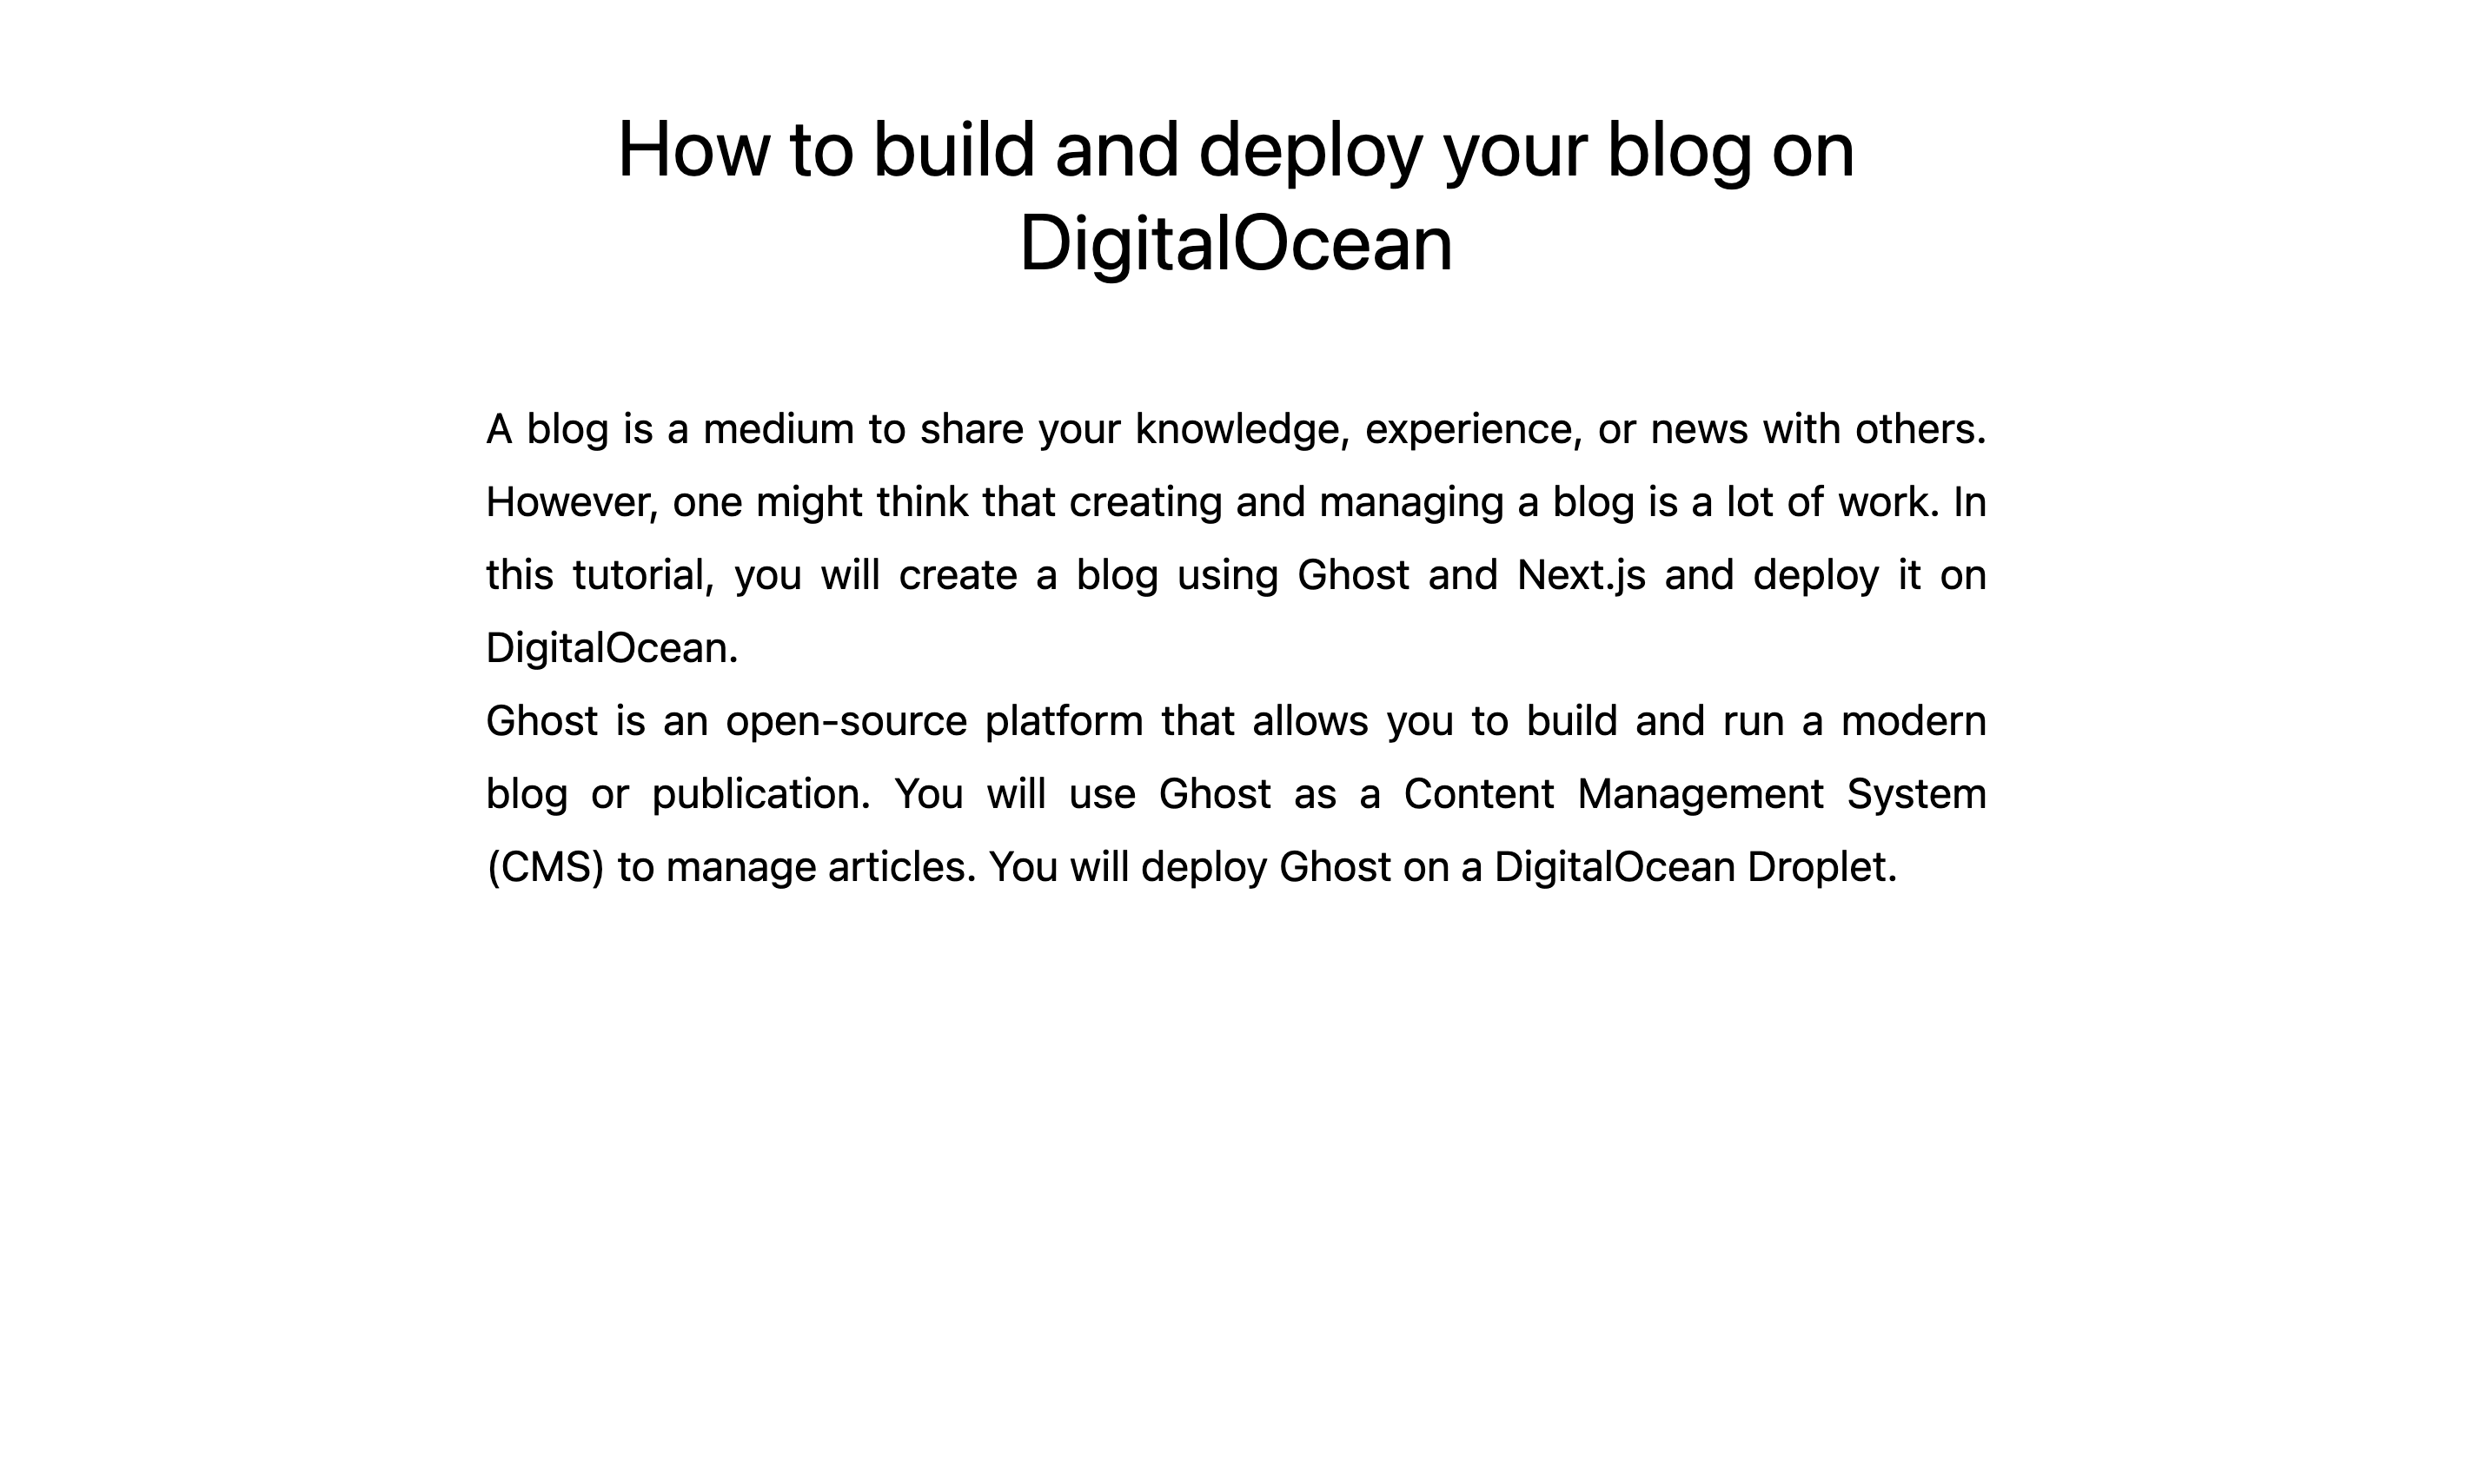 How to build and deploy your blog on
DigitalOcean
A blog is a medium to share your knowledge, experience, or news with others.
However, one might think that creating and managing a blog is a lot of work. In
this tutorial, you will create a blog using Ghost and Next.js and deploy it on
DigitalOcean.
Ghost is an open-source platform that allows you to build and run a modern
blog or publication. You will use Ghost as a Content Management System
(CMS) to manage articles. You will deploy Ghost on a DigitalOcean Droplet.